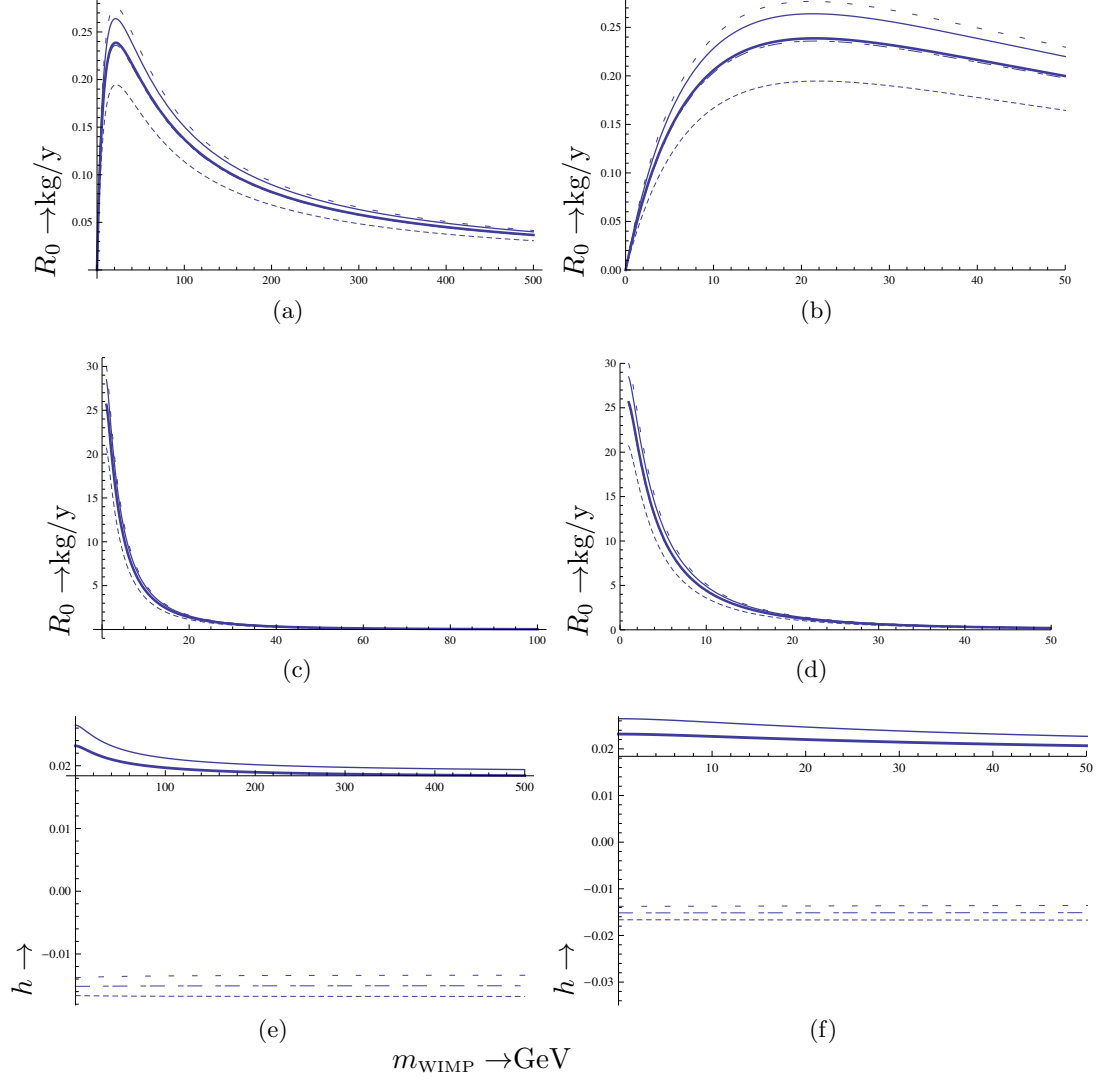 0.25 0.20 0.15 0.10 0.05
100 200 300 400 500
R0 →kg/y
(a)
0.25 0.20 0.15 0.10 0.05 0.00
0 10 20 30 40 50
R0 →kg/y
(b)
30 25 20 15 10 5
20 40 60 80 100
R0 →kg/y
(c)
30 25 20 15 10 5 0
0 10 20 30 40 50
R0 →kg/y
(d)
0.02 0.01 0.00 −0.01
100 200 300 400 500
h →
(e)
0.02 0.01 0.00 −0.01 −0.02 −0.03
10 20 30 40 50
h →
(f)
mWIMP →GeV